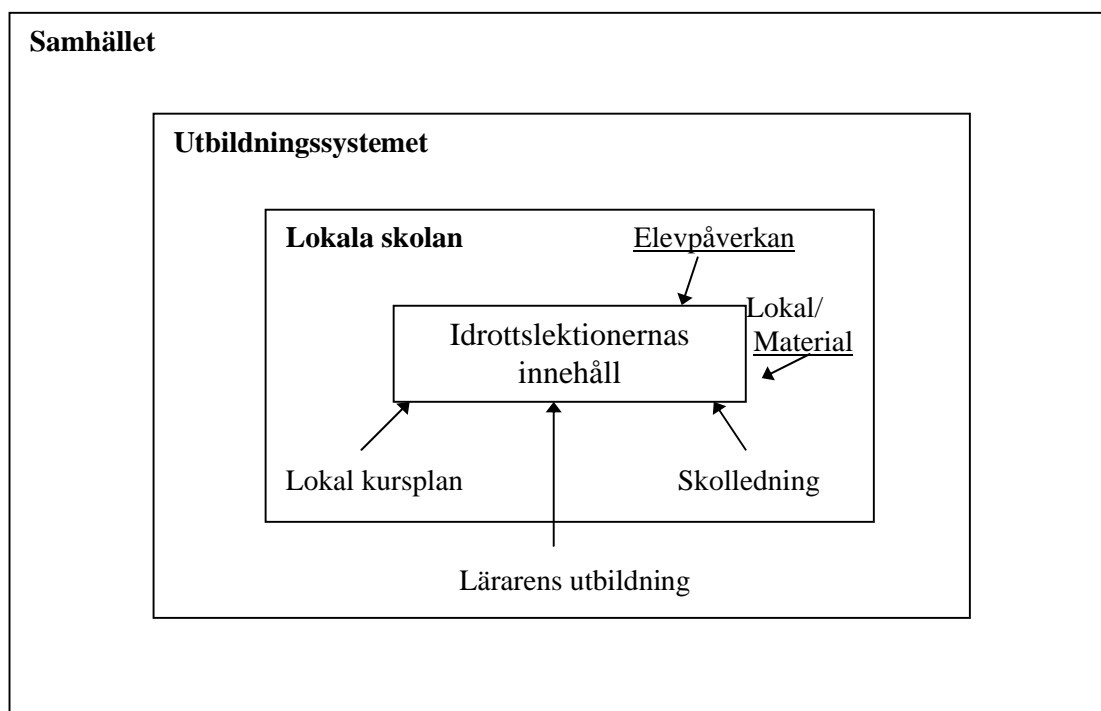 Samhället
Utbildningssystemet
Lokala skolan
Elevpåverkan
Lokal/
Material
Idrottslektionernas
innehåll
Lokal kursplan
Skolledning
Lärarens utbildning